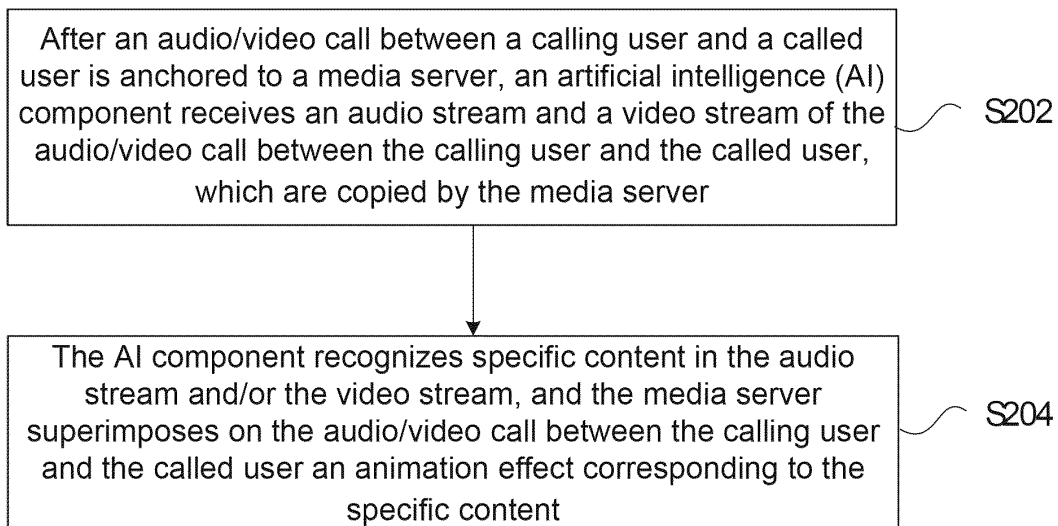 After an audio/video call between a calling user and a called
user is anchored to a media server, an artificial intelligence (AI)
component receives an audio stream and a video stream of the
audio/video call between the calling user and the called user,
which are copied by the media server
S202
The AI component recognizes specific content in the audio
stream and/or the video stream, and the media server
superimposes on the audio/video call between the calling user
and the called user an animation effect corresponding to the
specific content
S204